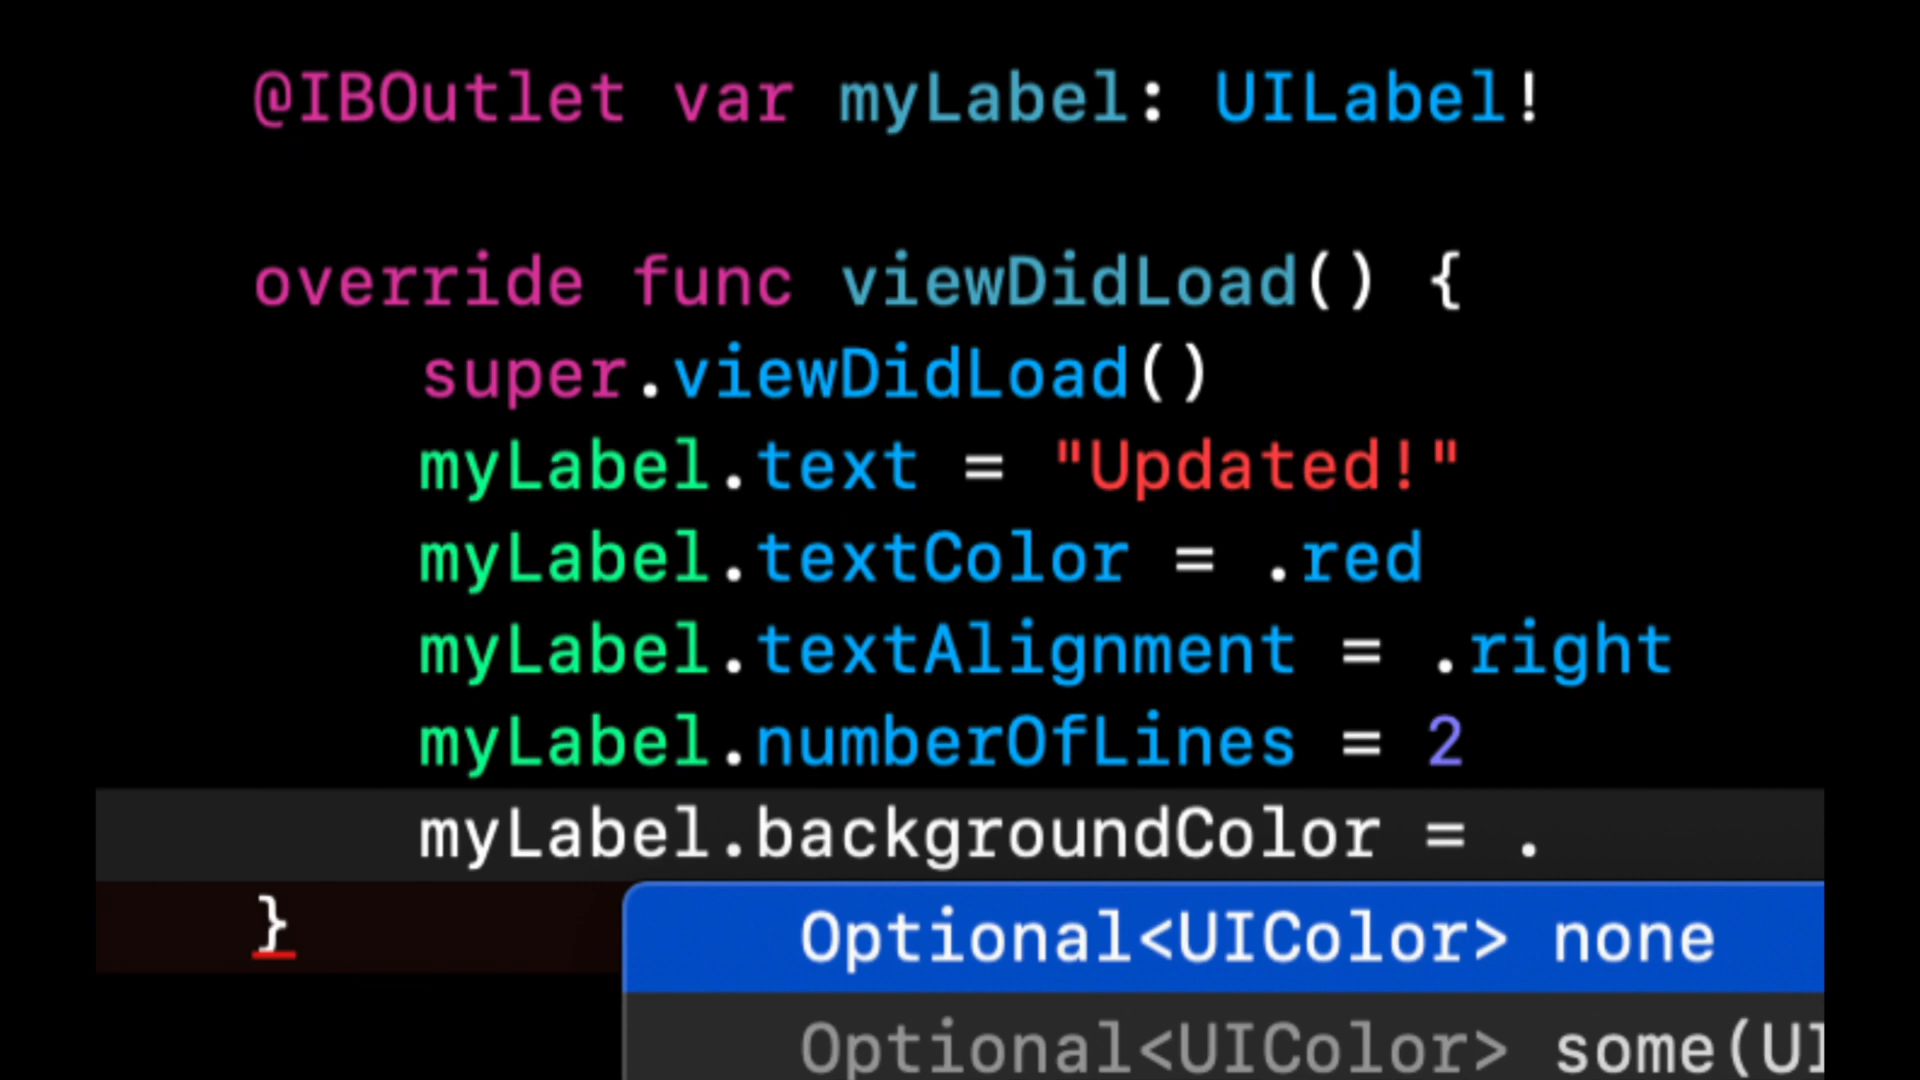 @IBOutlet var myLabel: UILabel!
override func viewDidLoad() {
super.viewDidLoad()
myLabel.text = "Updated!"
myLabel.textColor = .red
myLabel.textAlignment = .right
myLabel.numberOfLines = 2
myLabel.backgroundColor = .
}
Optional<UIColor> none
Optional<UIColor> some(UI